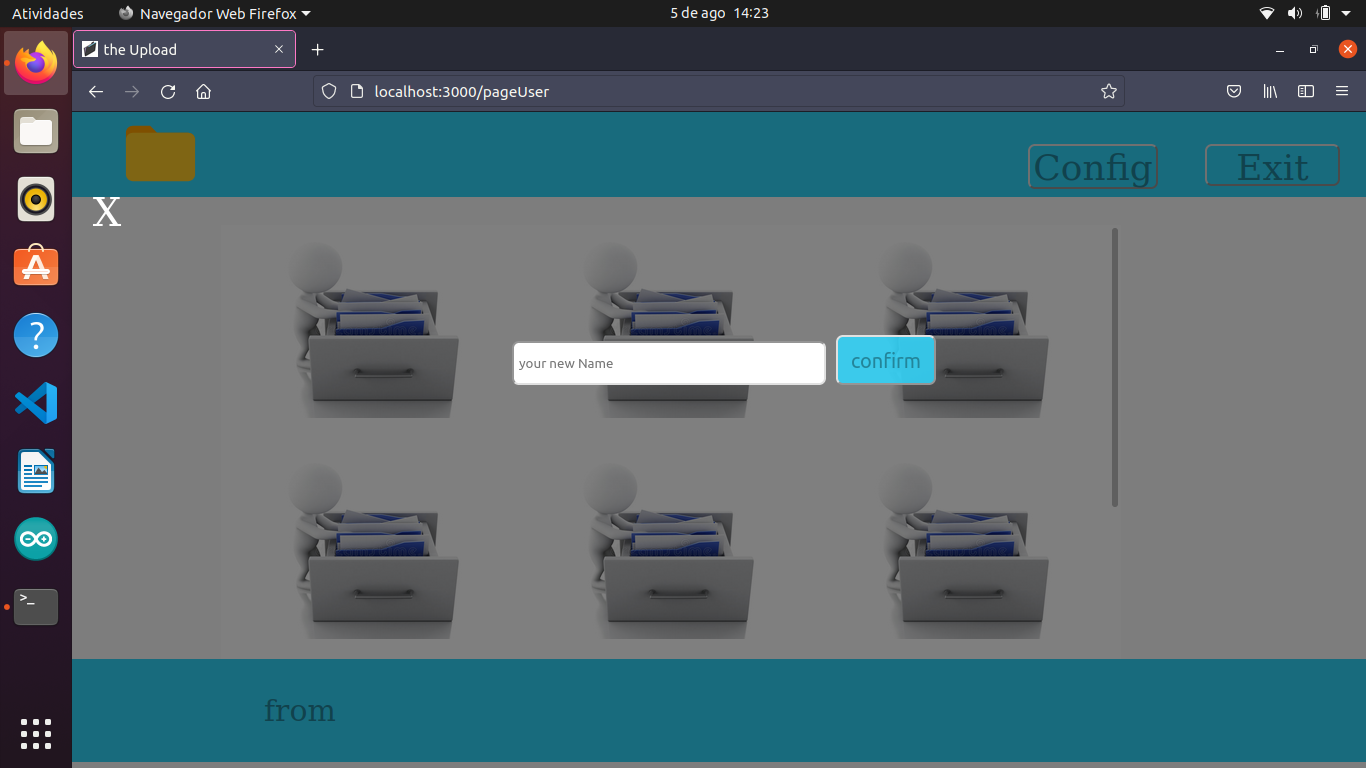 Atividades
Navegador Web Firefox
5 de ago 14:23
the Upload
localhost:3000/pageUser
Config
Exit
X
your new Name
confirm
from